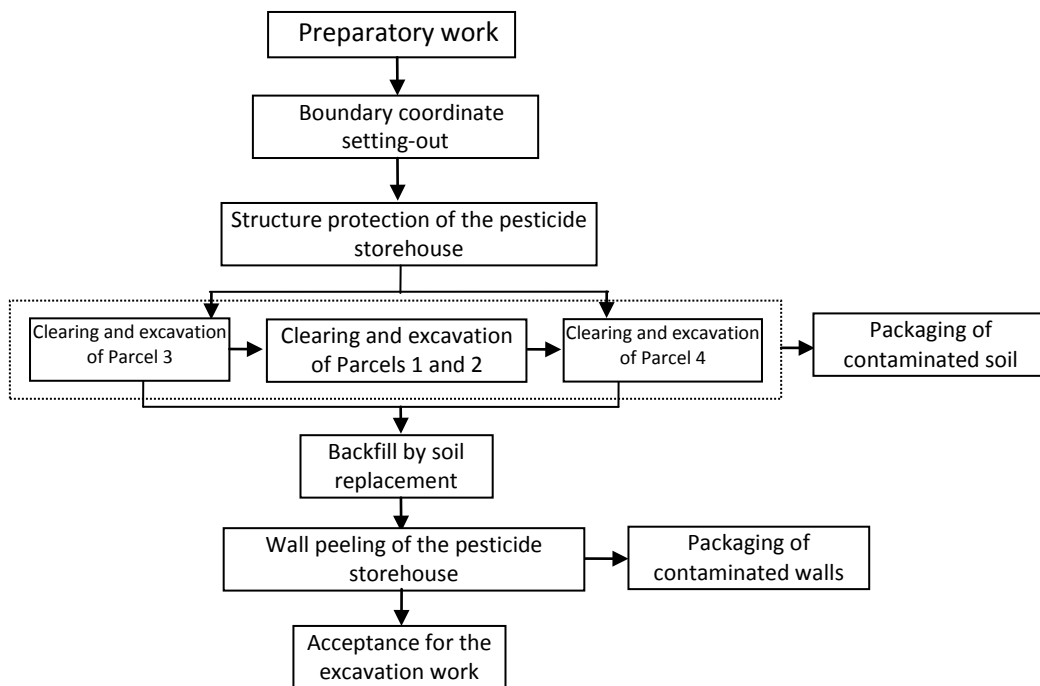 Preparatory work
Boundary coordinate
setting-out
Structure protection of the pesticide
storehouse
Clearing and excavation
of Parcel 3
Clearing and excavation
of Parcels 1 and 2
Clearing and excavation
of Parcel 4
Packaging of
contaminated soil
Backfill by soil
replacement
Wall peeling of the pesticide
storehouse
Packaging of
contaminated walls
Acceptance for the
excavation work